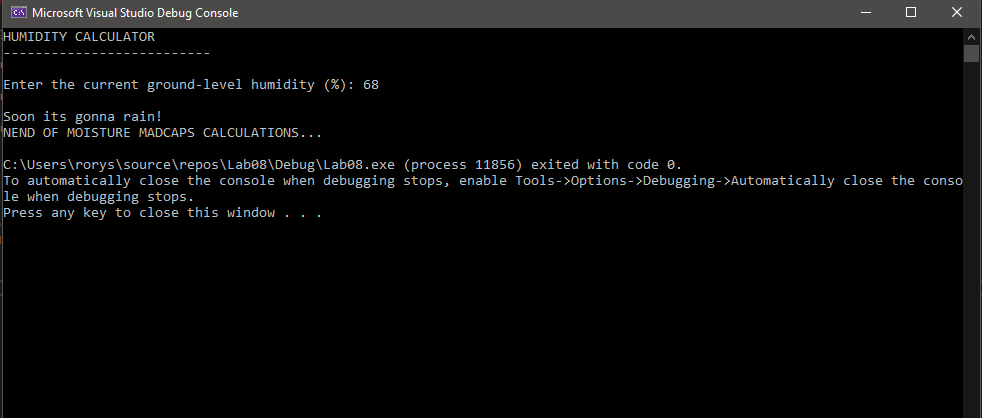 Microsoft Visual Studio Debug Console
HUMIDITY CALCULATOR
--------------------------
Enter the current ground-level humidity (%): 68
Soon its gonna rain!
NEND OF MOISTURE MADCAPS CALCULATIONS...
C:\Users\rorys\source\repos\Lab08\Debug\Lab08.exe (process 11856) exited with code 0.
To automatically close the console when debugging stops, enable Tools->Options->Debugging->Automatically close the conso
le when debugging stops.
Press any key to close this window . . .